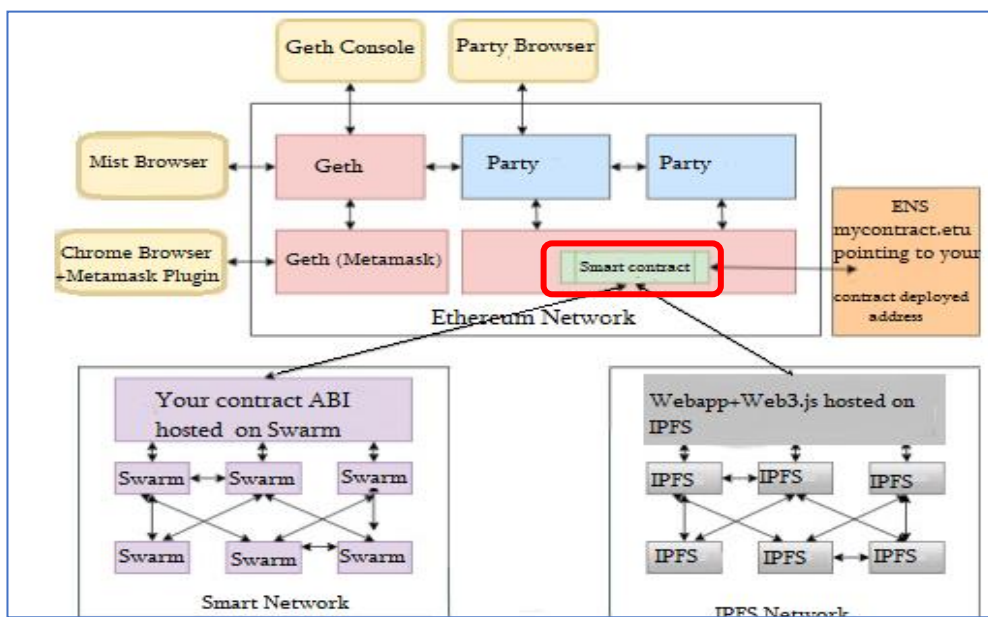 Geth Console
Party Browser
Mist Browser
Geth
Party
Party
Chrome Browser
+Metamask Plugin
Geth (Metamask)
Smart contract
ENS
mycontract.etu
pointing to your
contract deployed
address
Ethereum Network
Your contract ABI
hosted on Swarm
Swarm
Swarm
Swarm
Swarm
Swarm
Swarm
Smart Network
Webapp+Web3.js hosted on
IPFS
IPFS
IPFS
IPFS
IPFS
IPFS
IPFS
IPFS Network